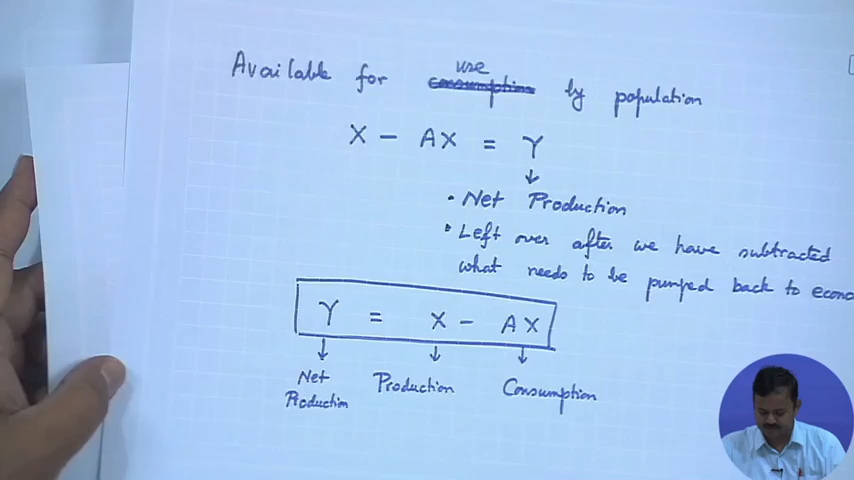 Available for use consumption by population
X - AX = Y
↓
• Net Production
• Left over after we have subtracted
what needs to be pumped back to econo
Y = X - AX
↓ ↓ ↓
Net Production Production Consumption